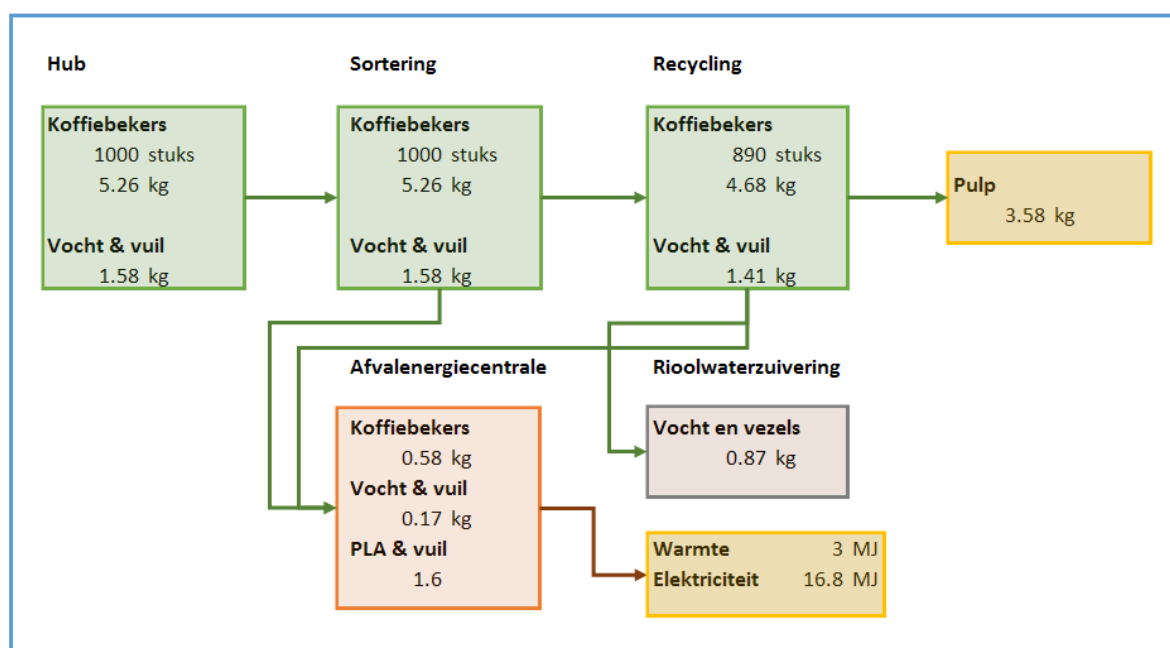 Hub
Sortering
Recycling
Koffiebekers
1000 stuks
5.26 kg
Vocht & vuil
1.58 kg
Koffiebekers
1000 stuks
5.26 kg
Vocht & vuil
1.58 kg
Koffiebekers
890 stuks
4.68 kg
Vocht & vuil
1.41 kg
Pulp
3.58 kg
Afvalenergiecentrale
Koffiebekers
0.58 kg
Vocht & vuil
0.17 kg
PLA & vuil
1.6
Rioolwaterzuivering
Vocht en vezels
0.87 kg
Warmte 3 MJ
Elektriciteit 16.8 MJ